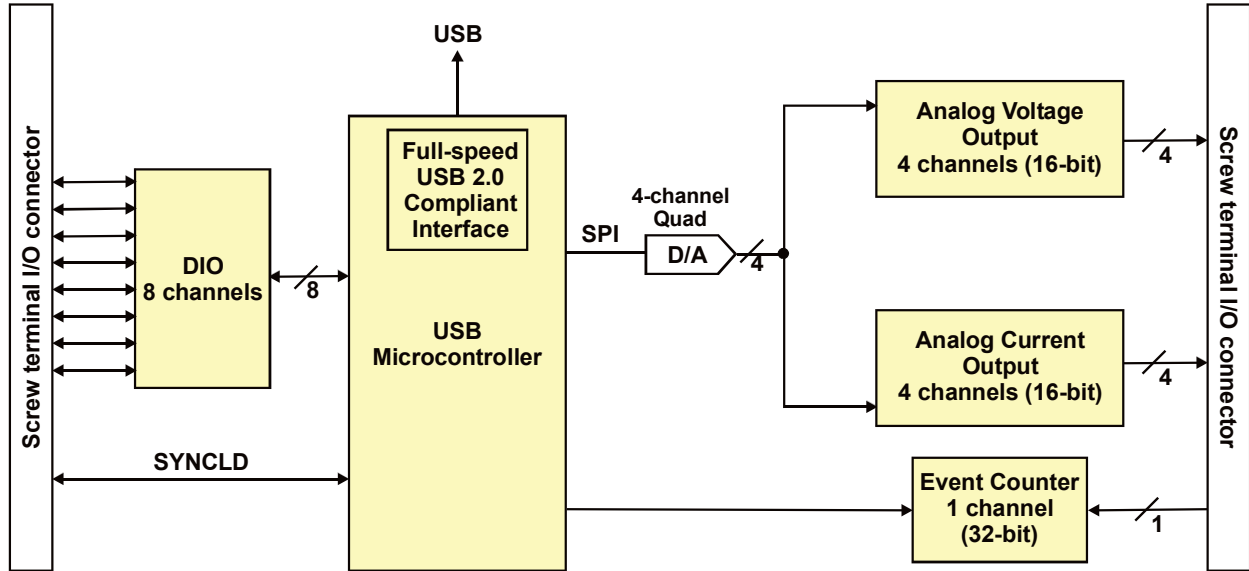 Screw terminal I/O connector
DIO
8 channels
8
SYNCLD
USB
Full-speed
USB 2.0
Compliant
Interface
USB
Microcontroller
SPI
4-channel
Quad
D/A
4
Analog Voltage
Output
4 channels (16-bit)
4
Analog Current
Output
4 channels (16-bit)
4
Event Counter
1 channel
(32-bit)
1
Screw terminal I/O connector